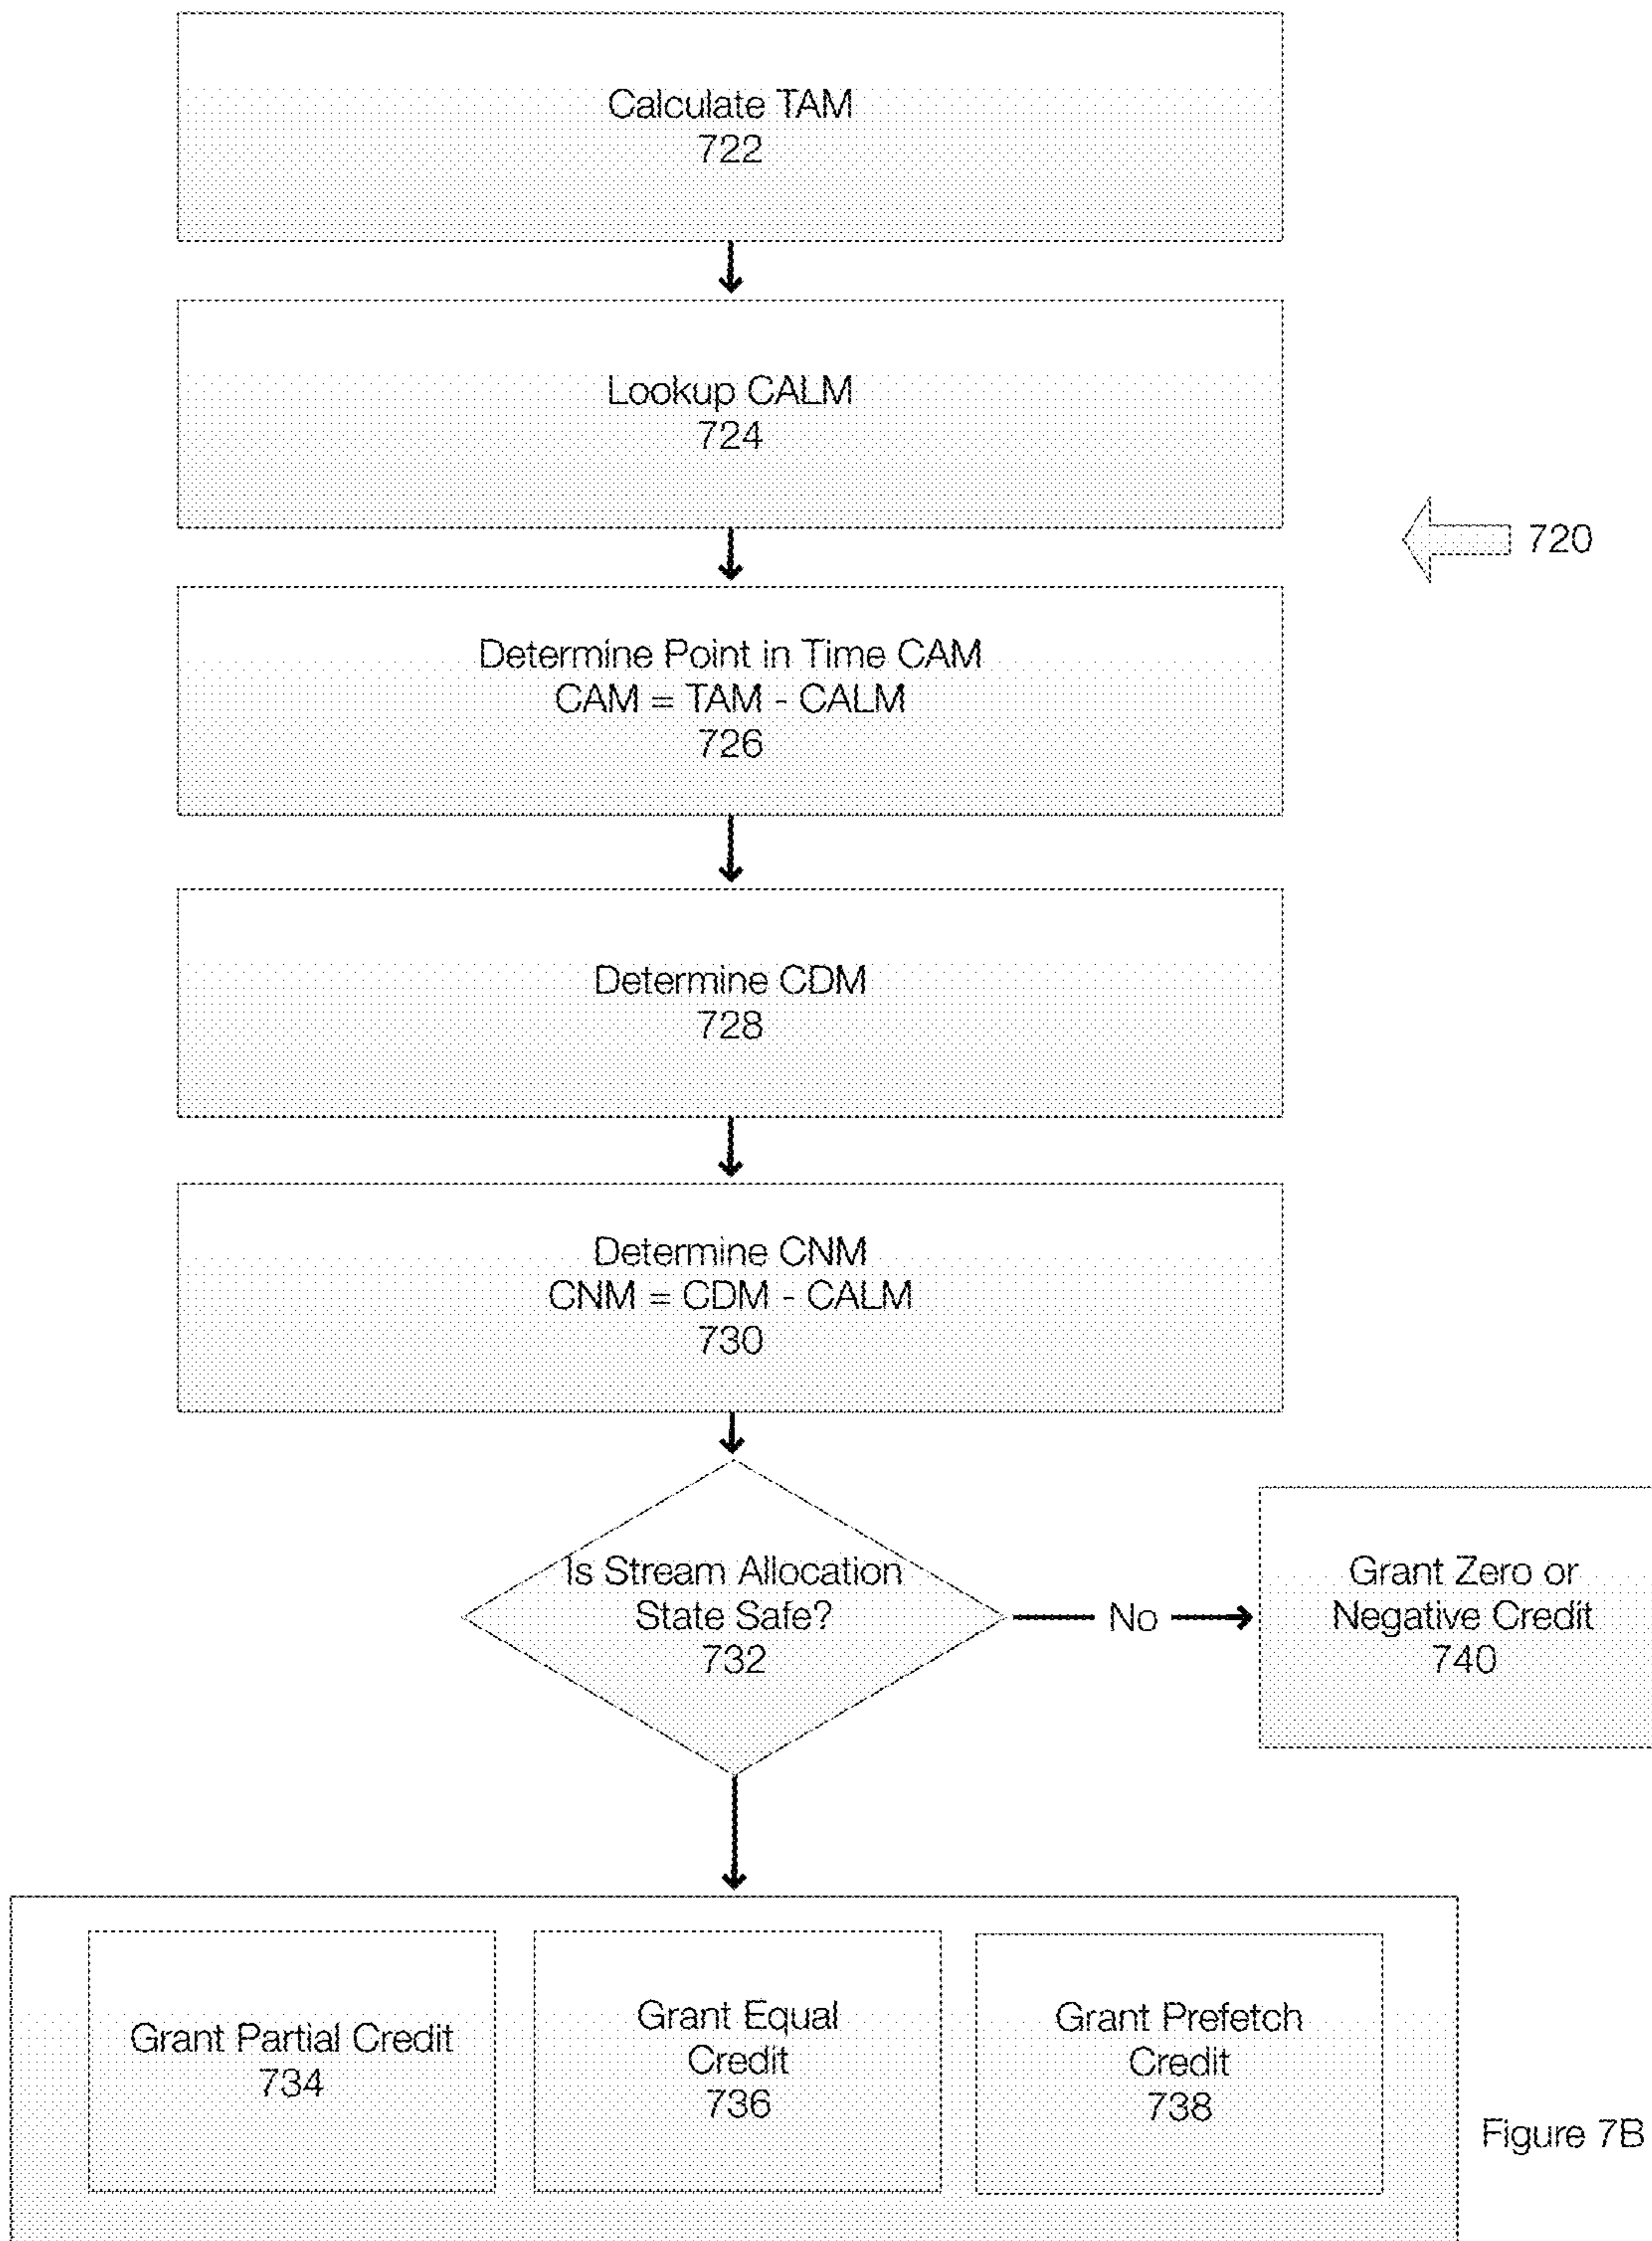 Calculate TAM
722
Lookup CALM
724
720
Determine Point in Time CAM
CAM = TAM - CALM
726
Determine CDM
728
Determine CNM
CNM = CDM - CALM
730
Is Stream Allocation
State Safe?
732
No
Grant Zero or
Negative Credit
740
Grant Partial Credit
734
Grant Equal
Credit
736
Grant Prefetch
Credit
738
Figure 7B